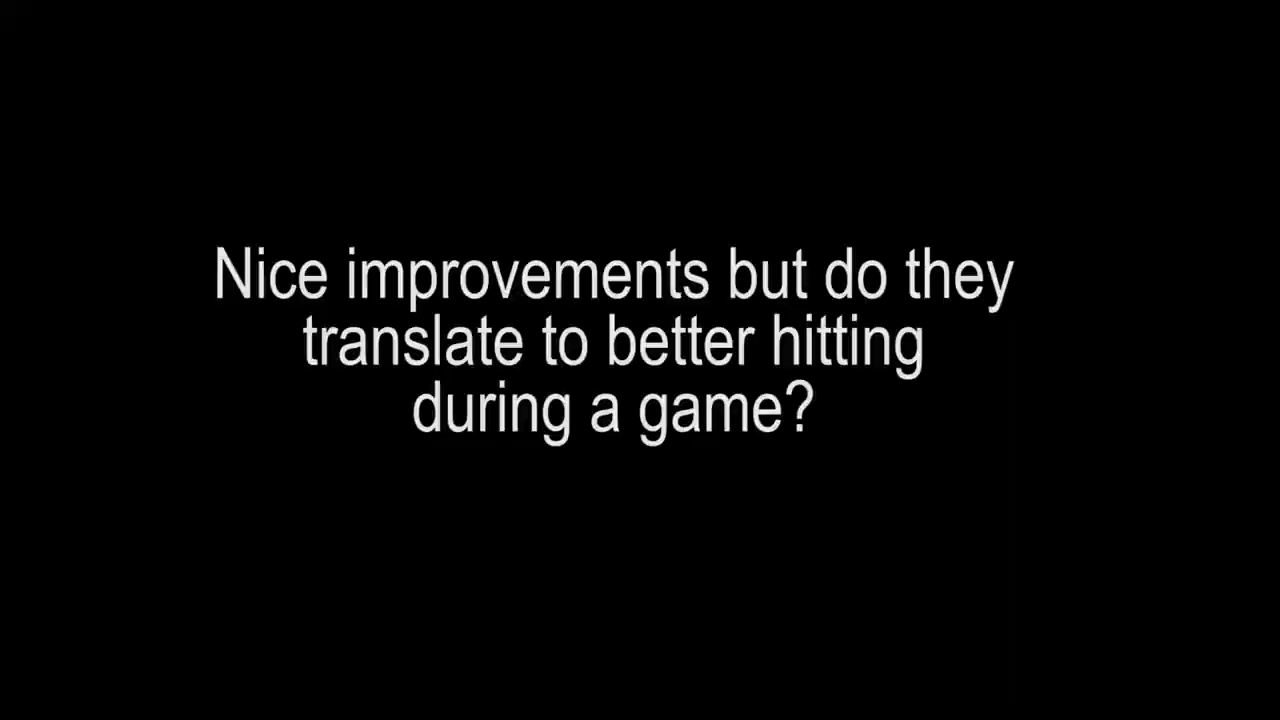 Nice improvements but do they
translate to better hitting
during a game?